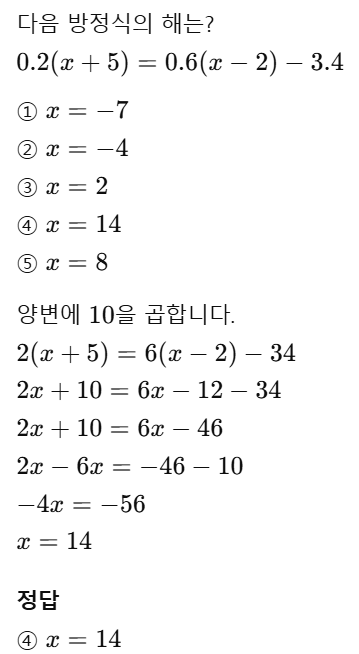 다음 방정식의 해는?
0.2(x + 5) = 0.6(x − 2) − 3.4
① x = −7
② x = −4
③ x = 2
④ x = 14
⑤ x = 8
양변에 10을 곱합니다.
2(x + 5) = 6(x − 2) − 34
2x + 10 = 6x − 12 − 34
2x + 10 = 6x − 46
2x − 6x = −46 − 10
−4x = −56
x = 14
정답
④ x = 14